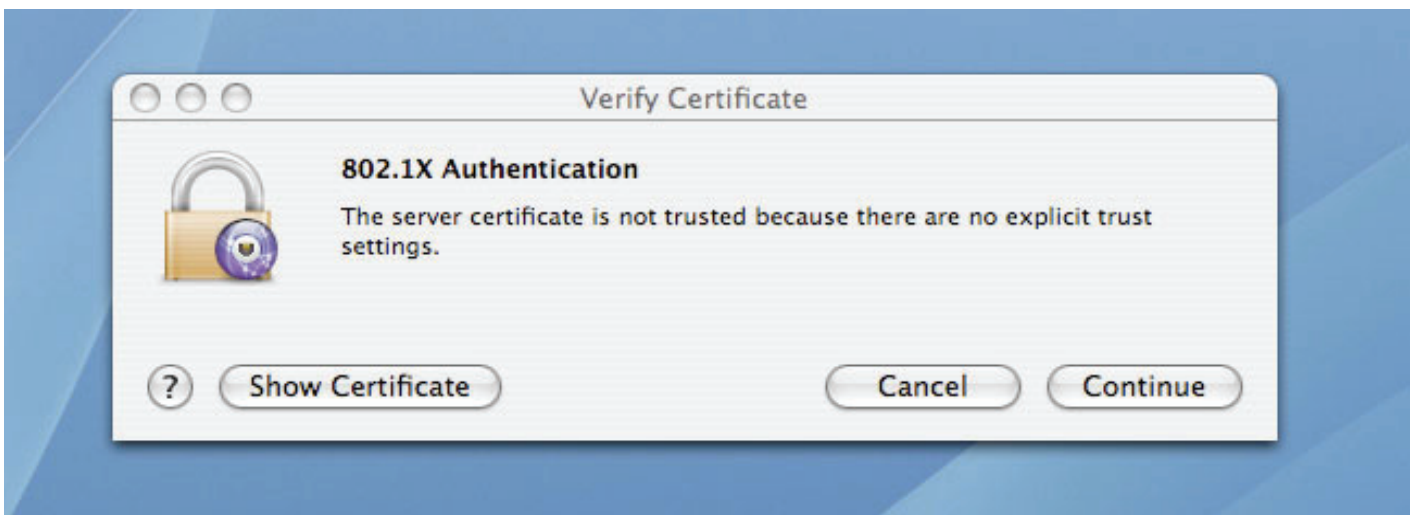 Verify Certificate
802.1X Authentication
The server certificate is not trusted because there are no explicit trust
settings.
?
Show Certificate
Cancel
Continue